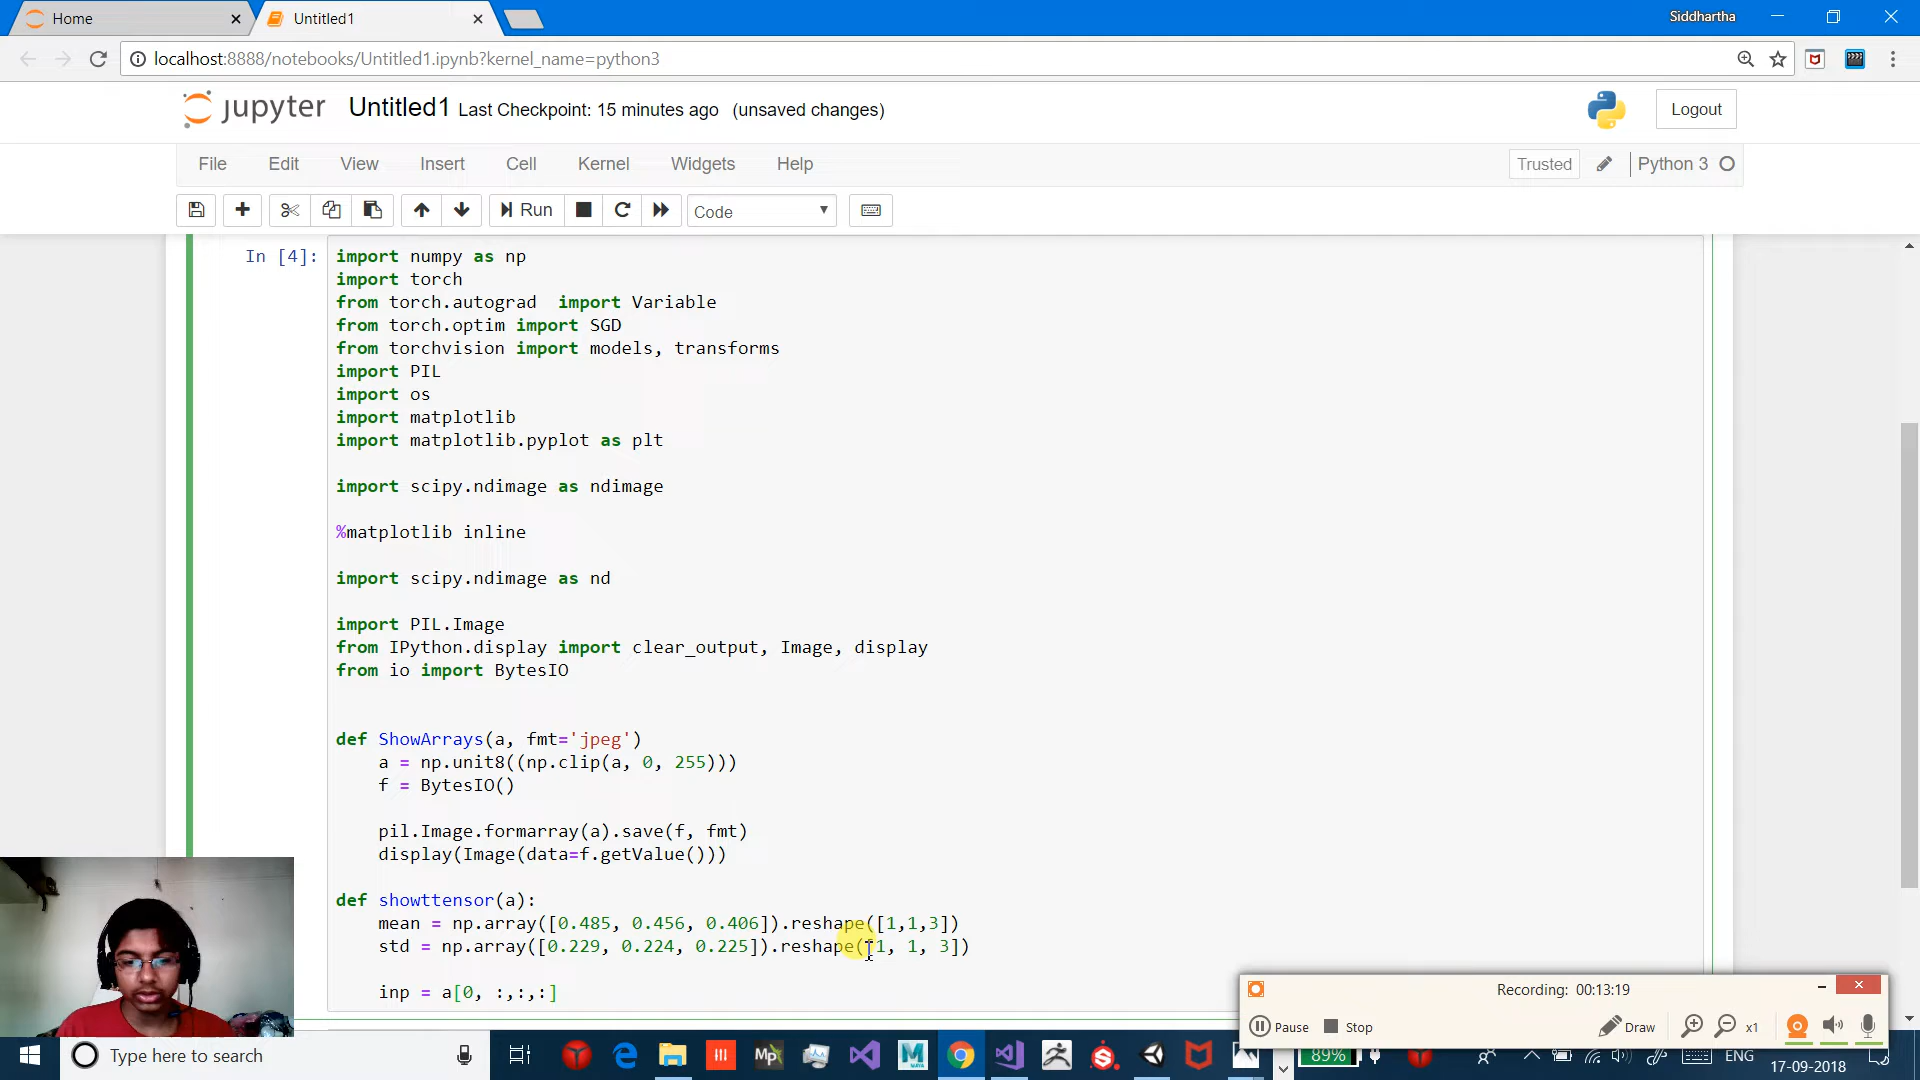 Home
Untitled1
Siddhartha
localhost:8888/notebooks/Untitled1.ipynb?kernel_name=python3
jupyter Untitled1 Last Checkpoint: 15 minutes ago (unsaved changes)
Logout
File Edit View Insert Cell Kernel Widgets Help
Trusted Python 3
Run Code
In [4]:
import numpy as np
import torch
from torch.autograd  import Variable
from torch.optim import SGD
from torchvision import models, transforms
import PIL
import os
import matplotlib
import matplotlib.pyplot as plt
import scipy.ndimage as ndimage
%matplotlib inline
import scipy.ndimage as nd
import PIL.Image
from IPython.display import clear_output, Image, display
from io import BytesIO
def ShowArrays(a, fmt='jpeg')
a = np.unit8((np.clip(a, 0, 255)))
f = BytesIO()
pil.Image.formarray(a).save(f, fmt)
display(Image(data=f.getValue()))
def showttensor(a):
mean = np.array([0.485, 0.456, 0.406]).reshape([1,1,3])
std = np.array([0.229, 0.224, 0.225]).reshape([1, 1, 3])
inp = a[0, :,:,:]
Recording: 00:13:19
Pause Stop Draw x1
Type here to search
Mp
MAYA
89%
ENG
17-09-2018